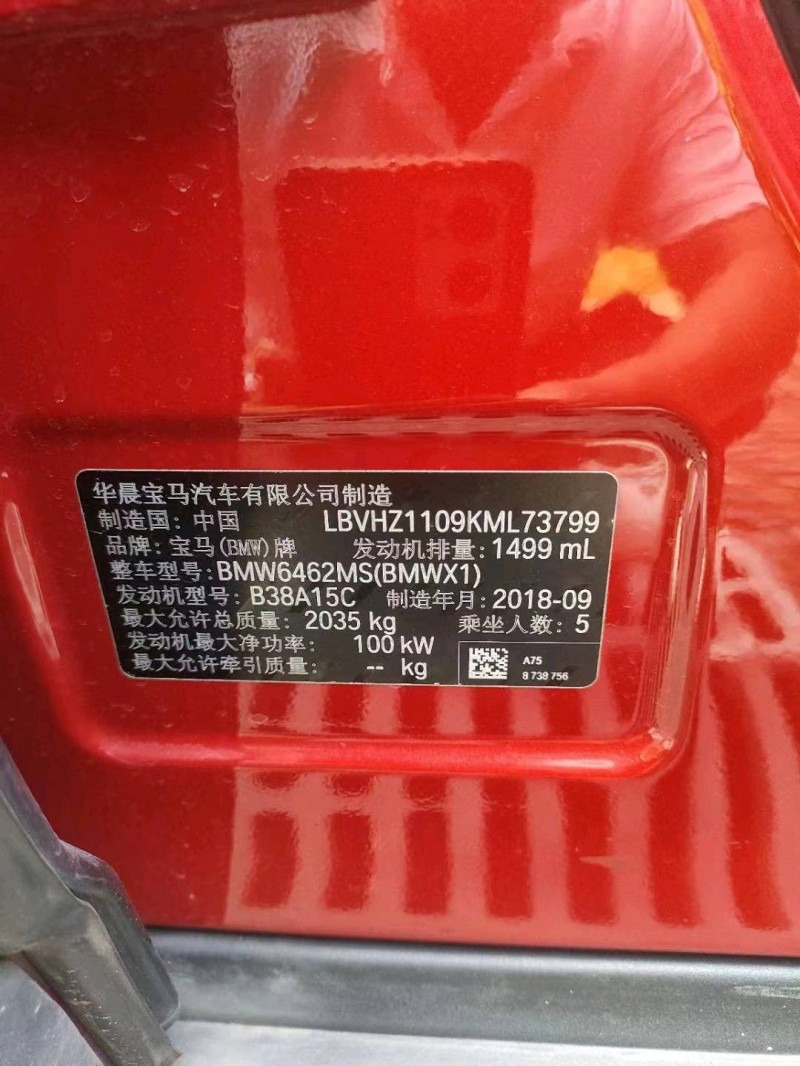 华晨宝马汽车有限公司制造
制造国：中国 LBVHZ1109KML73799
品牌：宝马(BMW)牌 发动机排量：1499 mL
整车型号：BMW6462MS(BMWX1)
发动机型号：B38A15C 制造年月：2018-09
最大允许总质量：2035 kg 乘坐人数：5
发动机最大净功率：100 kW
最大允许牵引质量：-- kg
A75
8 738 756